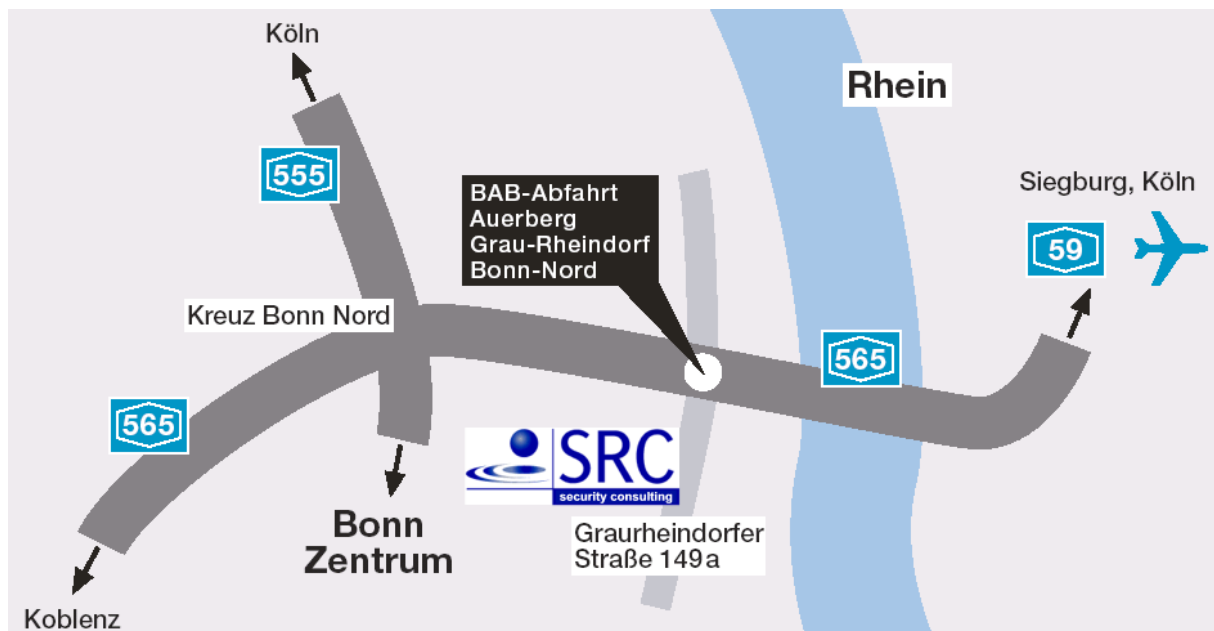 Köln
Rhein
555
BAB-Abfahrt
Auerberg
Grau-Rheindorf
Bonn-Nord
Siegburg, Köln
59
Kreuz Bonn Nord
565
565
SRC
security consulting
Bonn
Zentrum
Graurheindorfer
Straße 149a
Koblenz